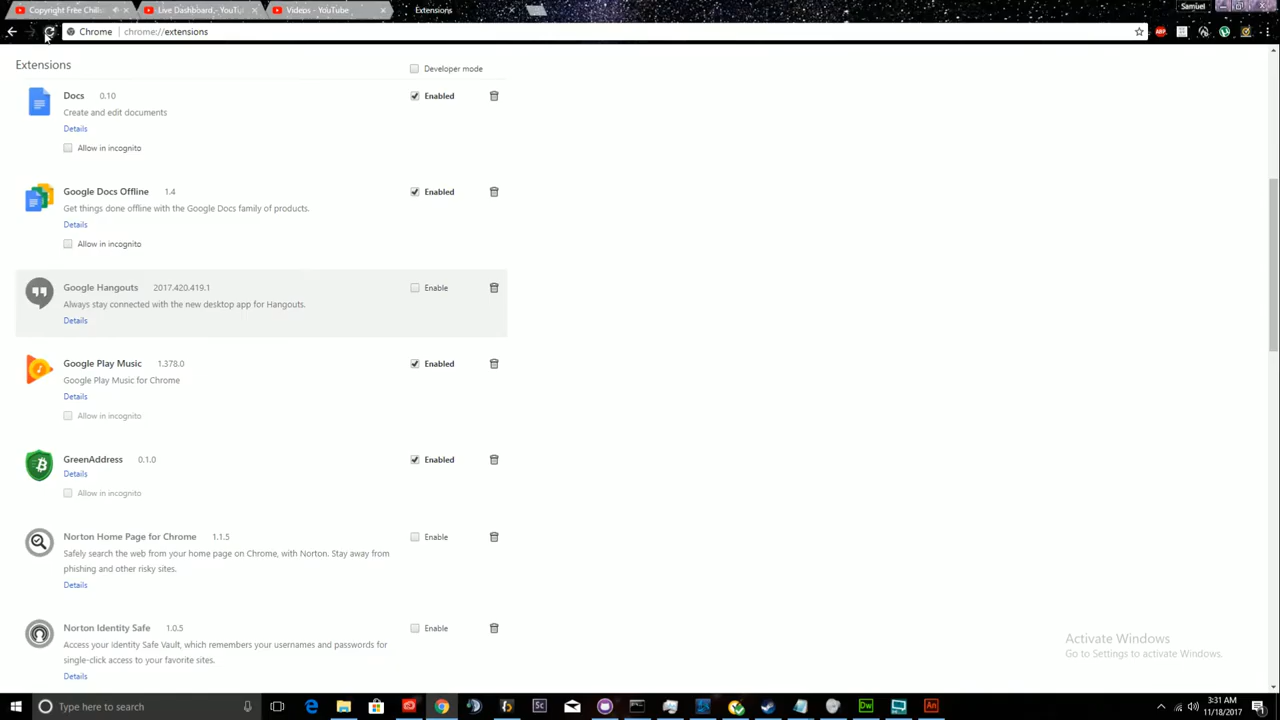 Copyright Free Chill
Live Dashboard - YouTu
Videos - YouTube
Extensions
Samuel
Chrome chrome://extensions
ABP
Extensions
Developer mode
Docs 0.10
Enabled
Create and edit documents
Details
Allow in incognito
Google Docs Offline 1.4
Enabled
Get things done offline with the Google Docs family of products.
Details
Allow in incognito
Google Hangouts 2017.420.419.1
Enable
Always stay connected with the new desktop app for Hangouts.
Details
Google Play Music 1.378.0
Enabled
Google Play Music for Chrome
Details
Allow in incognito
GreenAddress 0.1.0
Enabled
Details
Allow in incognito
Norton Home Page for Chrome 1.1.5
Enable
Safely search the web from your home page on Chrome, with Norton. Stay away from
phishing and other risky sites.
Details
Norton Identity Safe 1.0.5
Enable
Access your Identity Safe Vault, which remembers your usernames and passwords for
single-click access to your favorite sites.
Details
Activate Windows
Go to Settings to activate Windows.
Type here to search
Sc
Dw
An
3:31 AM
11/18/2017